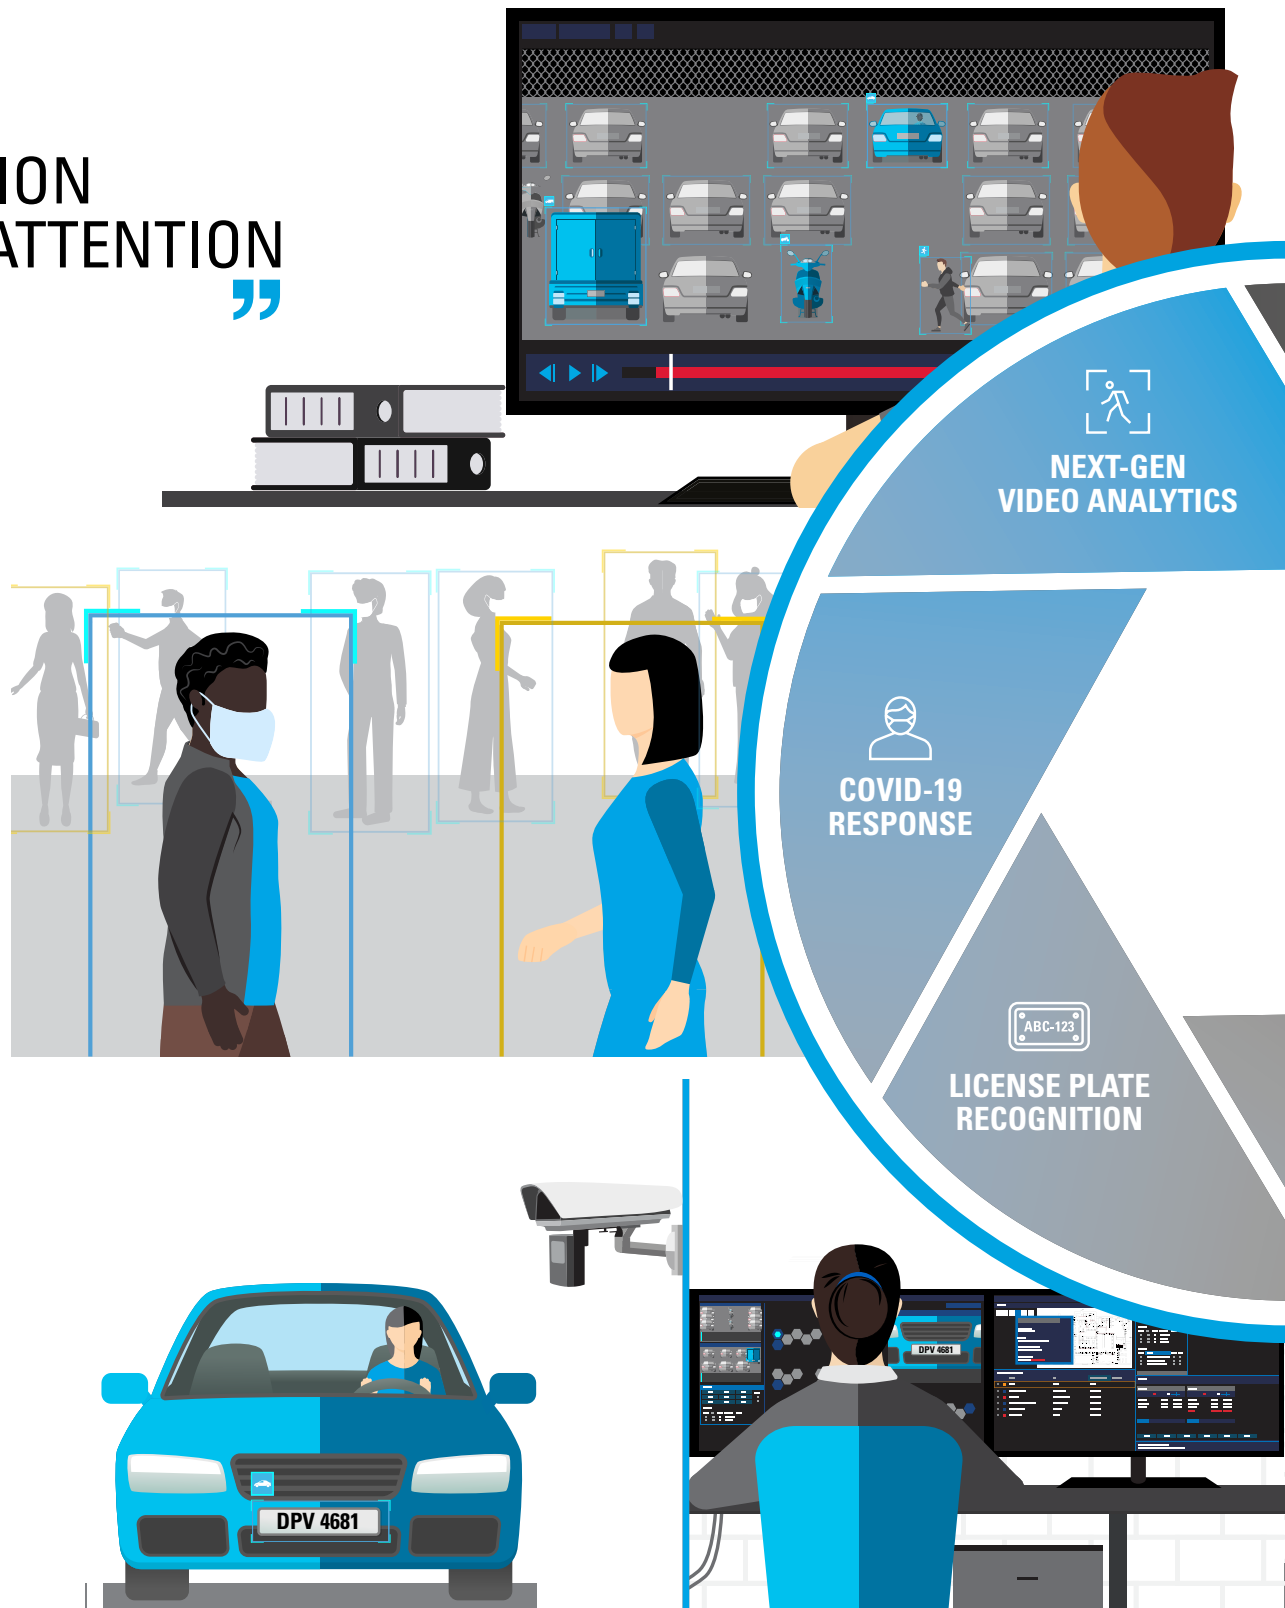 ION
ATTENTION
”
NEXT-GEN
VIDEO ANALYTICS
COVID-19
RESPONSE
ABC-123
LICENSE PLATE
RECOGNITION
DPV 4681
DPV 4681